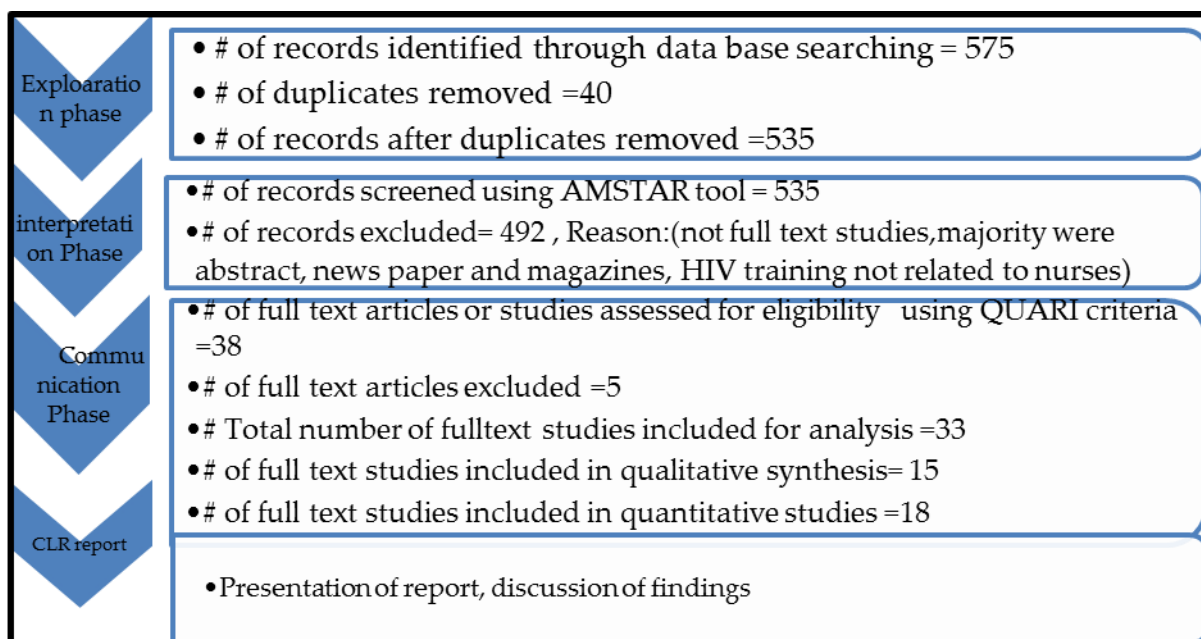 Exploaratio
n phase
• # of records identified through data base searching = 575
• # of duplicates removed =40
• # of records after duplicates removed =535
interpretati
on Phase
•# of records screened using AMSTAR tool = 535
•# of records excluded= 492 , Reason:(not full text studies,majority were
abstract, news paper and magazines, HIV training not related to nurses)
Commu
nication
Phase
•# of full text articles or studies assessed for eligibility using QUARI criteria
=38
•# of full text articles excluded =5
•# Total number of fulltext studies included for analysis =33
•# of full text studies included in qualitative synthesis= 15
•# of full text studies included in quantitative studies =18
CLR report
•Presentation of report, discussion of findings